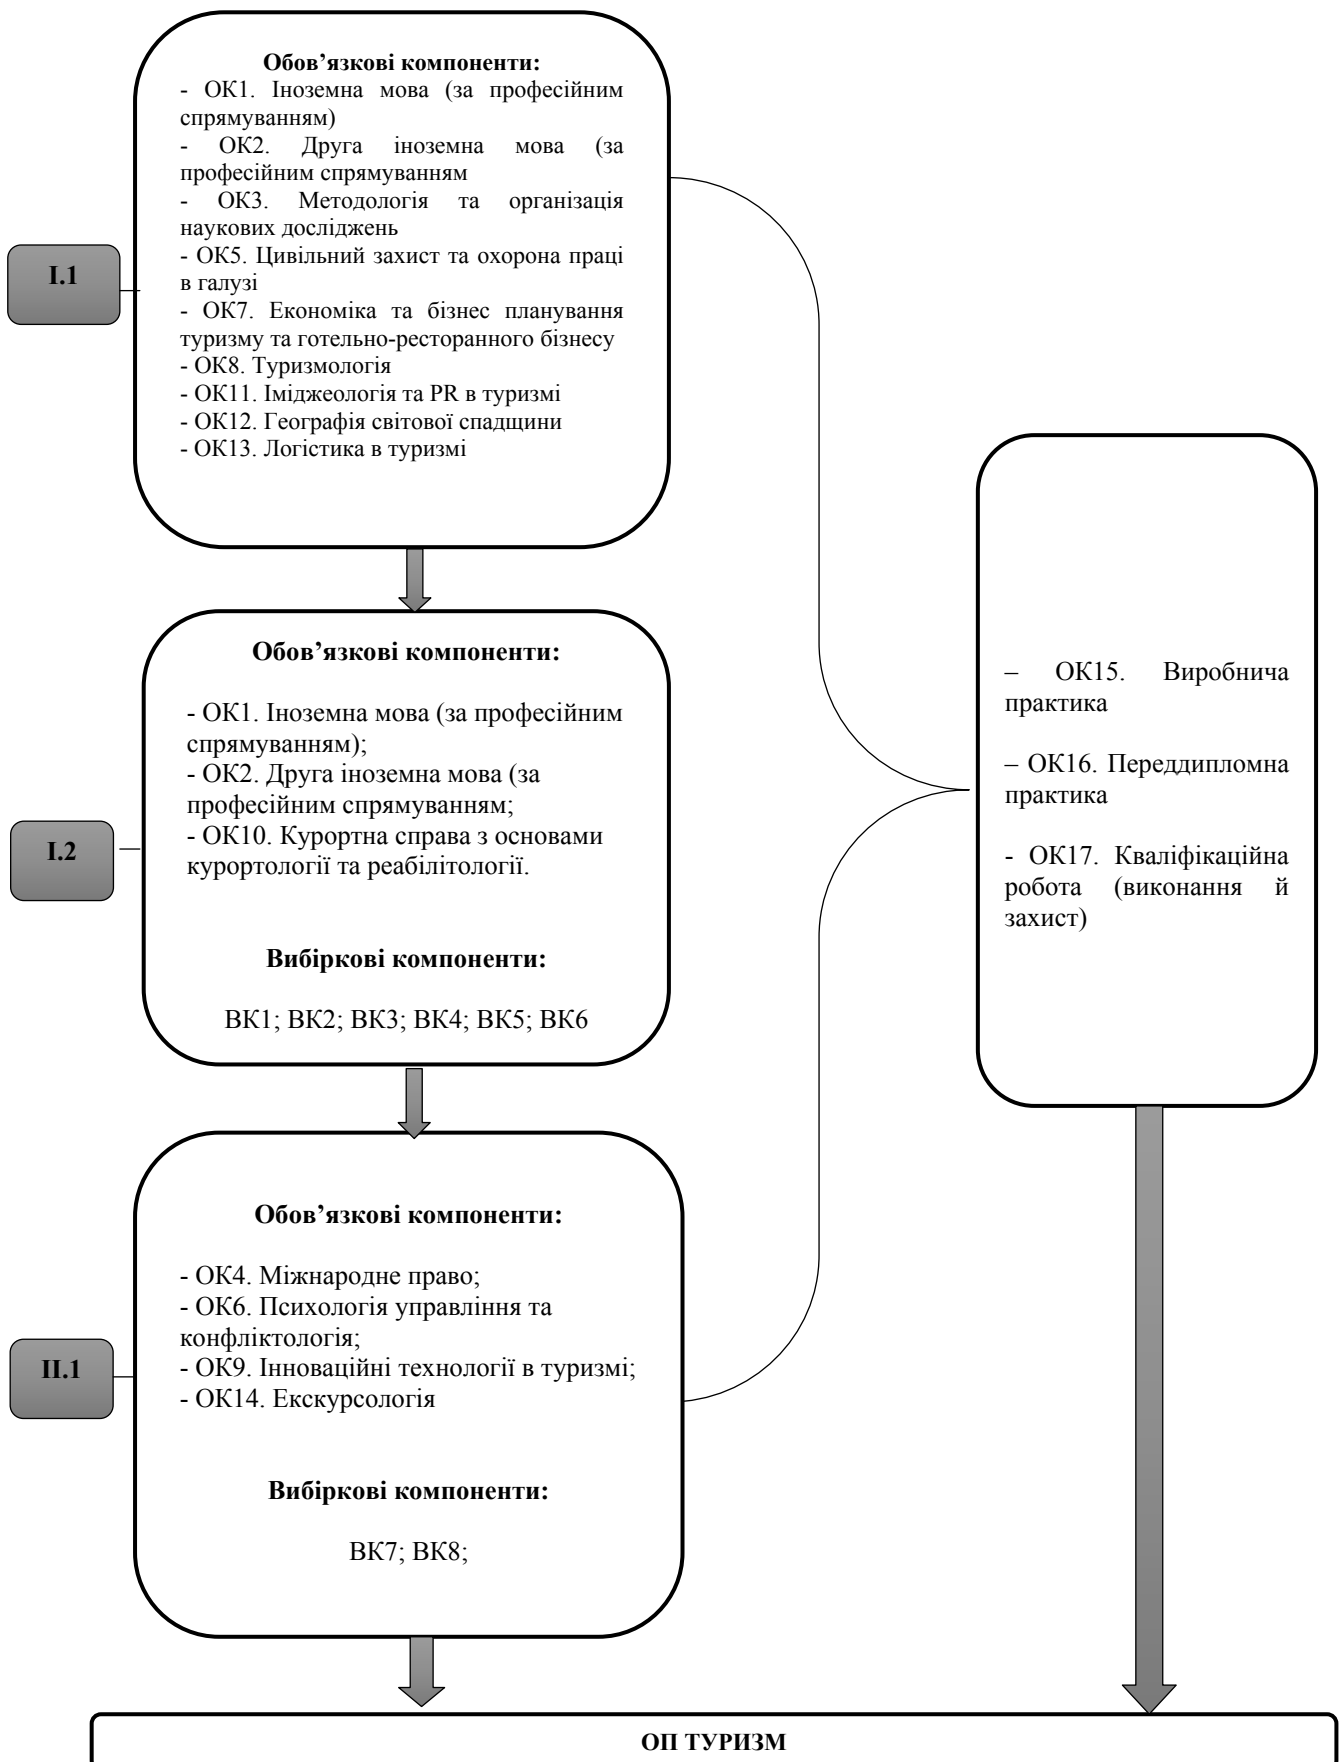 Обов’язкові компоненти:
- ОК1. Іноземна мова (за професійним
спрямуванням)
- ОК2. Друга іноземна мова (за
професійним спрямуванням
- ОК3. Методологія та організація
наукових досліджень
- ОК5. Цивільний захист та охорона праці
в галузі
- ОК7. Економіка та бізнес планування
туризму та готельно-ресторанного бізнесу
- ОК8. Туризмологія
- ОК11. Іміджеологія та PR в туризмі
- ОК12. Географія світової спадщини
- ОК13. Логістика в туризмі
І.1
Обов’язкові компоненти:
- ОК1. Іноземна мова (за професійним
спрямуванням);
- ОК2. Друга іноземна мова (за
професійним спрямуванням;
- ОК10. Курортна справа з основами
курортології та реабілітології.
Вибіркові компоненти:
ВК1; ВК2; ВК3; ВК4; ВК5; ВК6
І.2
Обов’язкові компоненти:
- ОК4. Міжнародне право;
- ОК6. Психологія управління та
конфліктологія;
- ОК9. Інноваційні технології в туризмі;
- ОК14. Екскурсологія
Вибіркові компоненти:
ВК7; ВК8;
ІІ.1
– ОК15. Виробнича
практика
– ОК16. Переддипломна
практика
- ОК17. Кваліфікаційна
робота (виконання й
захист)
ОП ТУРИЗМ